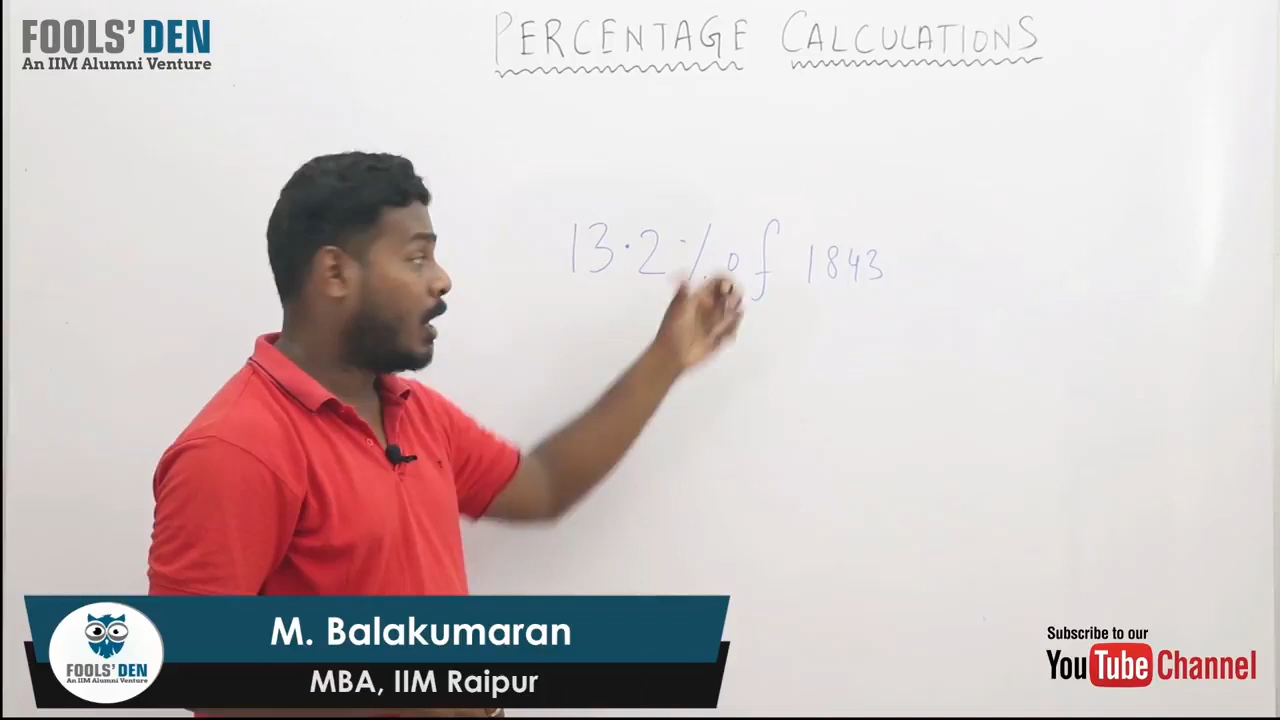 FOOLS' DEN
An IIM Alumni Venture
PERCENTAGE CALCULATIONS
13.2 % of 1843
M. Balakumaran
MBA, IIM Raipur
FOOLS' DEN
An IIM Alumni Venture
Subscribe to our
YouTube Channel